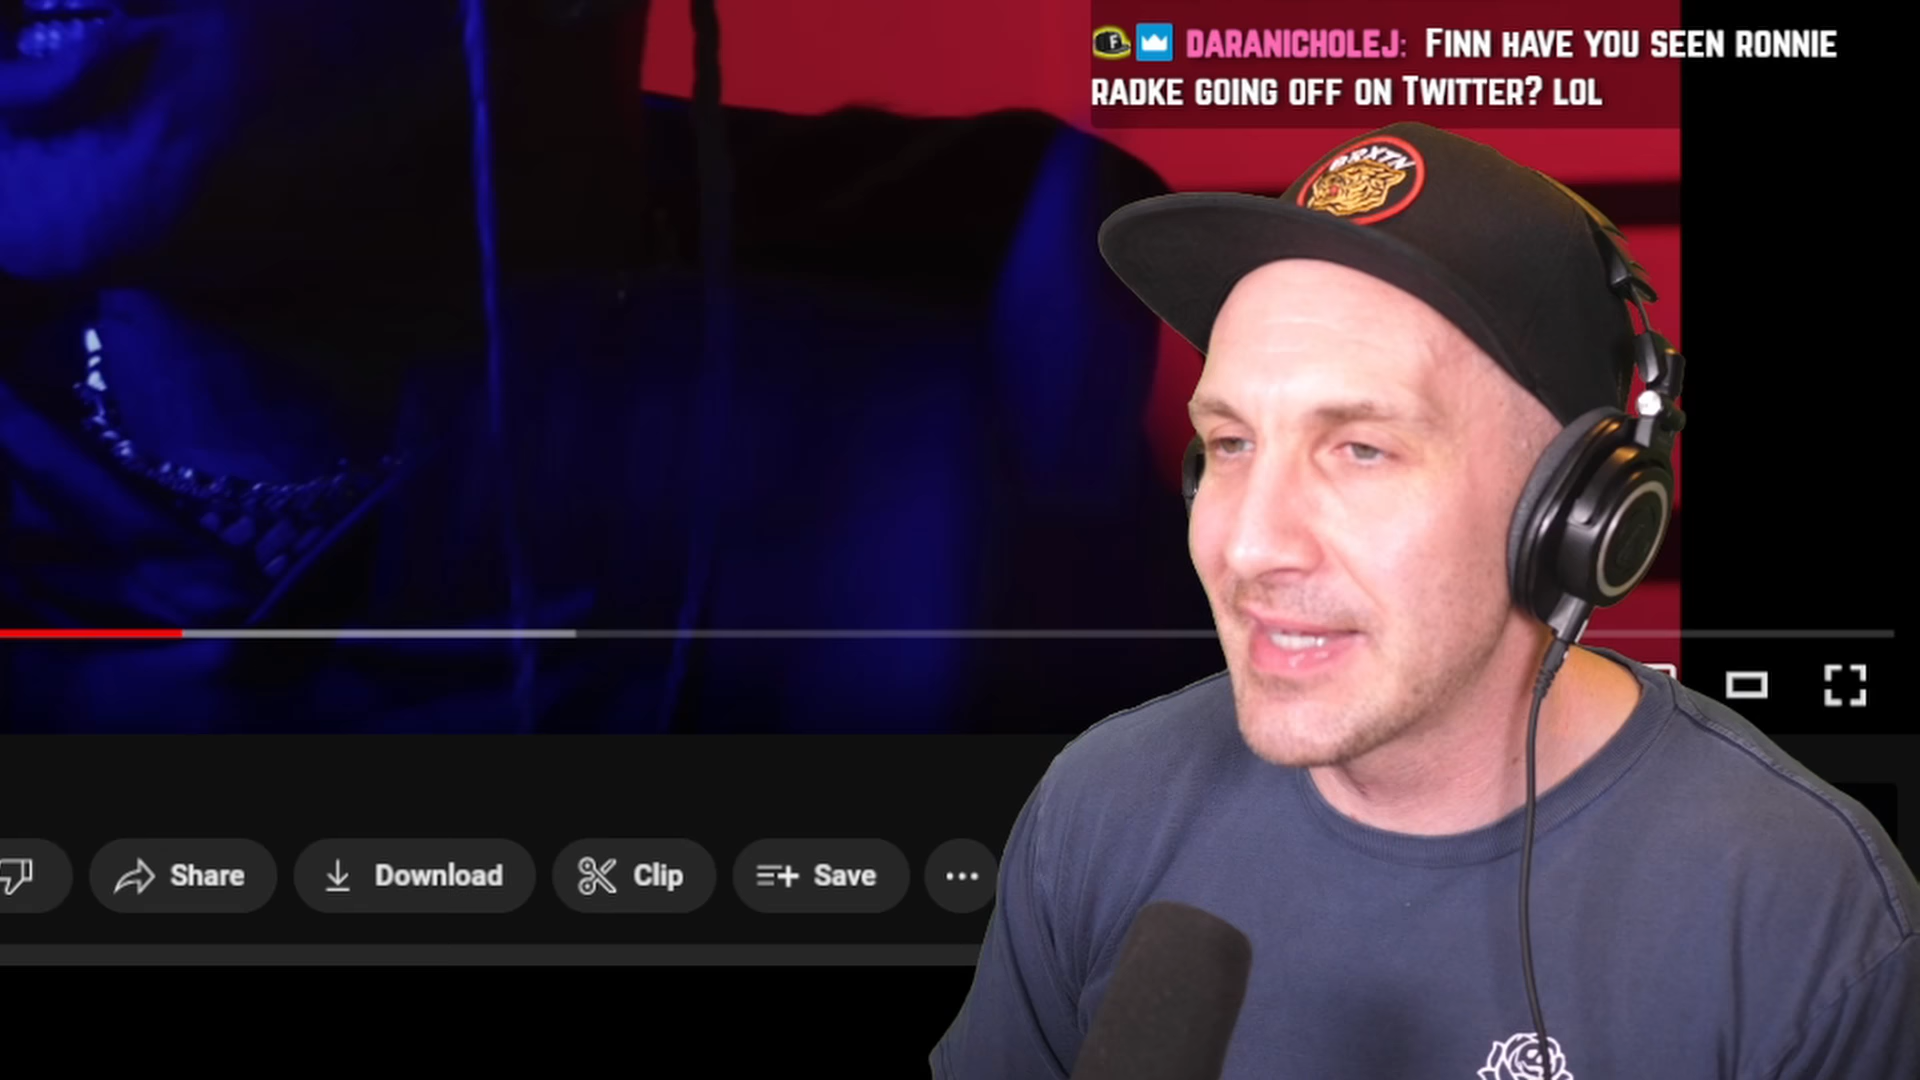 DARANICHOLEJ: FINN HAVE YOU SEEN RONNIE
RADKE GOING OFF ON TWITTER? LOL
BRXTN
Share
Download
Clip
Save